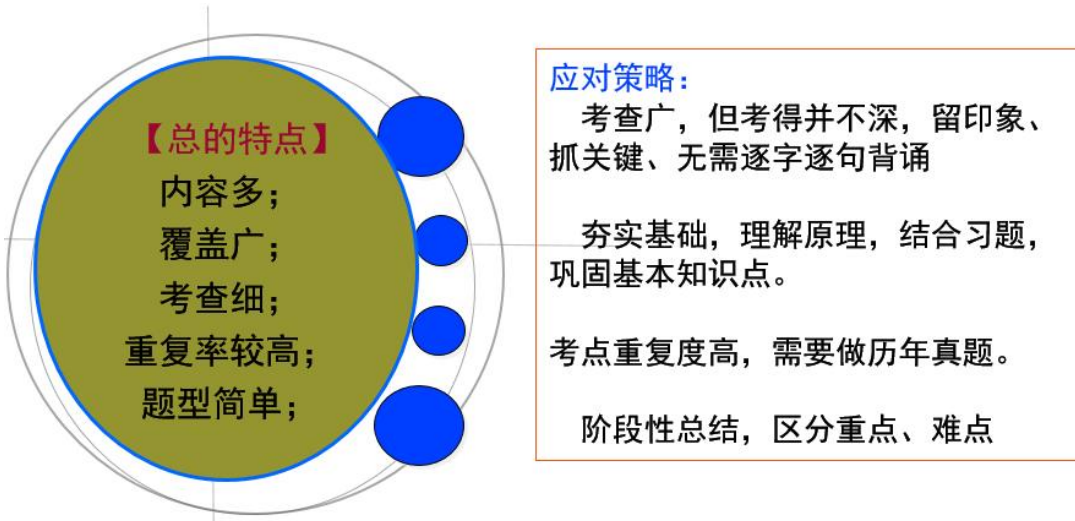 【总的特点】
内容多；
覆盖广；
考查细；
重复率较高；
题型简单；
应对策略：
考查广，但考得并不深，留印象、
抓关键、无需逐字逐句背诵
夯实基础，理解原理，结合习题，
巩固基本知识点。
考点重复度高，需要做历年真题。
阶段性总结，区分重点、难点